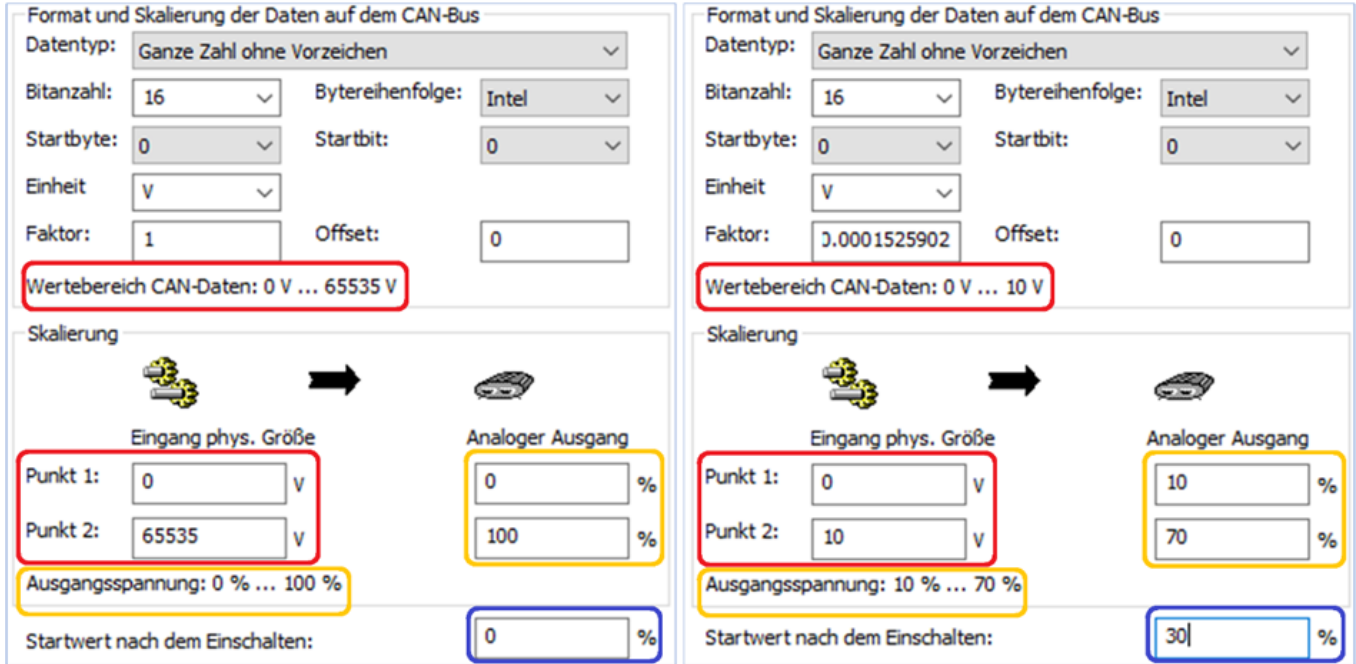 Format und Skalierung der Daten auf dem CAN-Bus
Datentyp: Ganze Zahl ohne Vorzeichen
Bitanzahl: 16 Bytereihenfolge: Intel
Startbyte: 0 Startbit: 0
Einheit V
Faktor: 1 Offset: 0
Wertebereich CAN-Daten: 0 V ... 65535 V
Skalierung
Eingang phys. Größe Analoger Ausgang
Punkt 1: 0 V 0 %
Punkt 2: 65535 V 100 %
Ausgangsspannung: 0 % ... 100 %
Startwert nach dem Einschalten: 0 %
Format und Skalierung der Daten auf dem CAN-Bus
Datentyp: Ganze Zahl ohne Vorzeichen
Bitanzahl: 16 Bytereihenfolge: Intel
Startbyte: 0 Startbit: 0
Einheit V
Faktor: 0.0001525902 Offset: 0
Wertebereich CAN-Daten: 0 V ... 10 V
Skalierung
Eingang phys. Größe Analoger Ausgang
Punkt 1: 0 V 10 %
Punkt 2: 10 V 70 %
Ausgangsspannung: 10 % ... 70 %
Startwert nach dem Einschalten: 30 %